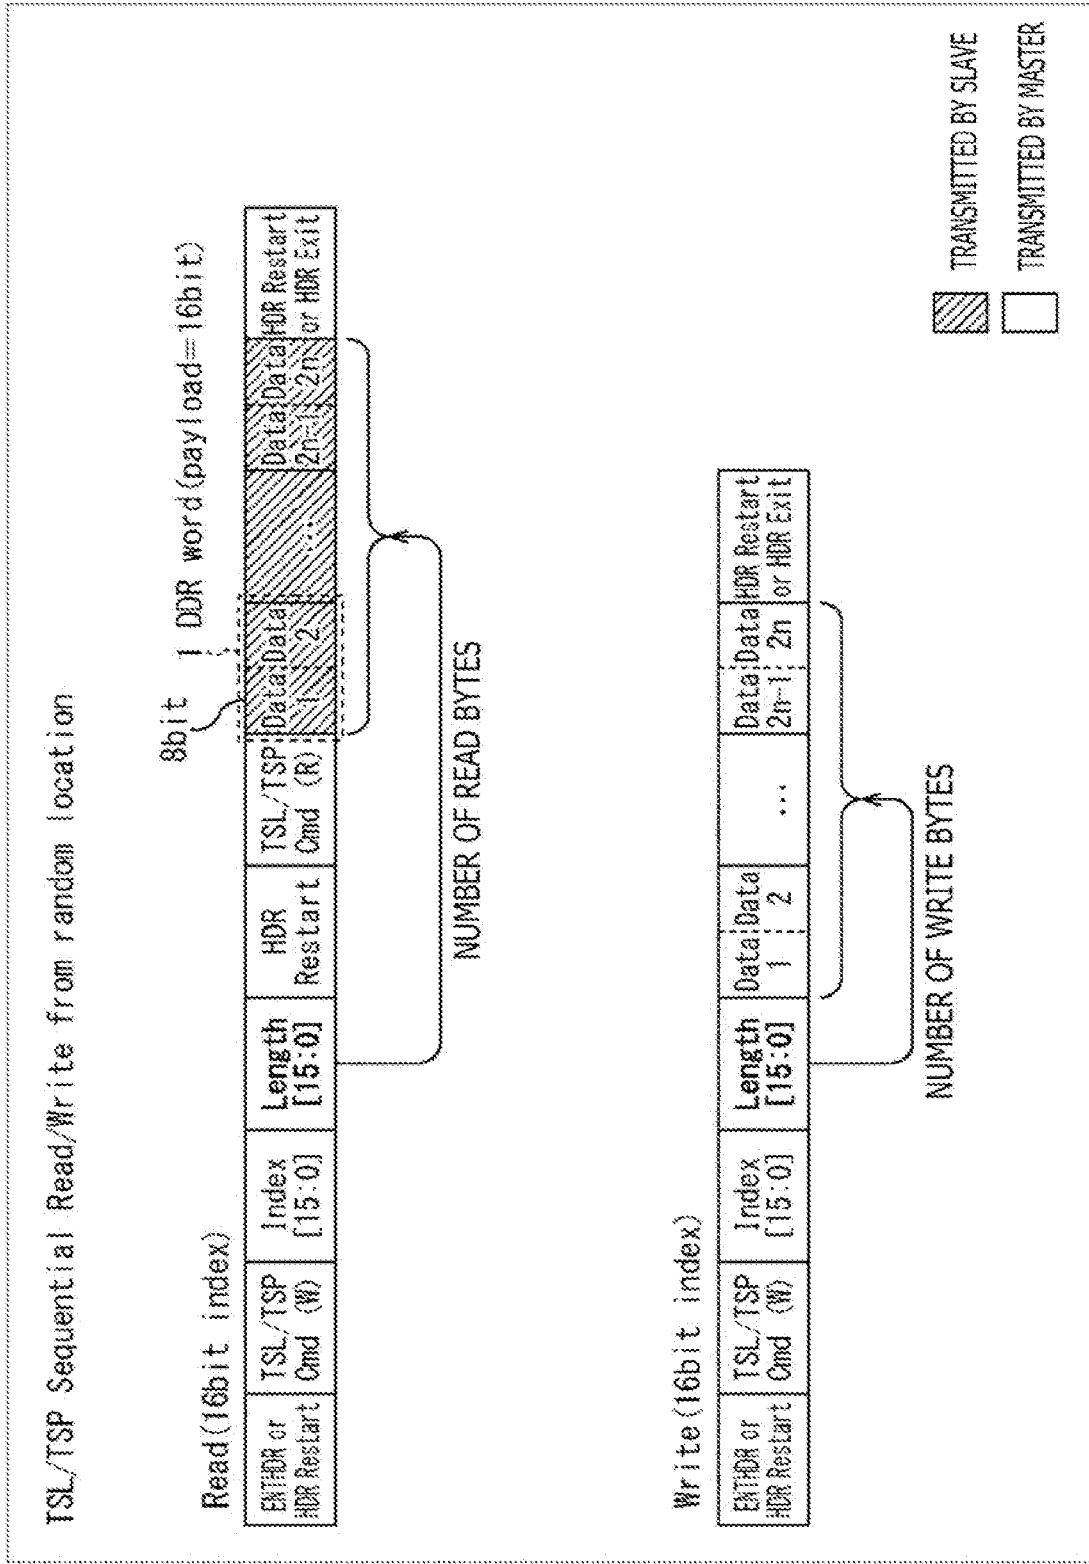 TSL/TSP Sequential Read/Write from random location
Read(16bit index)
8bit
1 DDR word(payload=16bit)
ENTHDR or
HDR Restart
TSL/TSP
Cmd (W)
Index
[15:0]
Length
[15:0]
HDR
Restart
TSL/TSP
Cmd (R)
Data
1
Data
2
...
Data
2n-1
Data
2n
HDR Restart
or HDR Exit
NUMBER OF READ BYTES
Write(16bit index)
ENTHDR or
HDR Restart
TSL/TSP
Cmd (W)
Index
[15:0]
Length
[15:0]
Data
1
Data
2
...
Data
2n-1
Data
2n
HDR Restart
or HDR Exit
NUMBER OF WRITE BYTES
TRANSMITTED BY SLAVE
TRANSMITTED BY MASTER